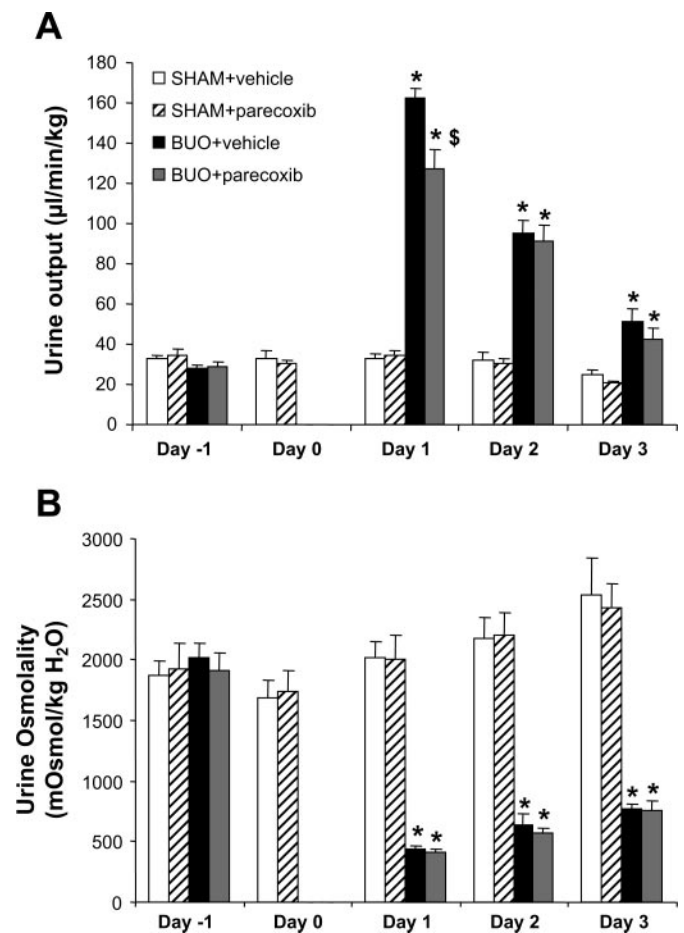 A
Urine output (µl/min/kg)
180
160
140
120
100
80
60
40
20
0
SHAM+vehicle
SHAM+parecoxib
BUO+vehicle
BUO+parecoxib
*
* $
* *
* *
Day -1 Day 0 Day 1 Day 2 Day 3
B
Urine Osmolality
(mOsmol/kg H₂O)
3000
2500
2000
1500
1000
500
0
* *
* *
* *
Day -1 Day 0 Day 1 Day 2 Day 3